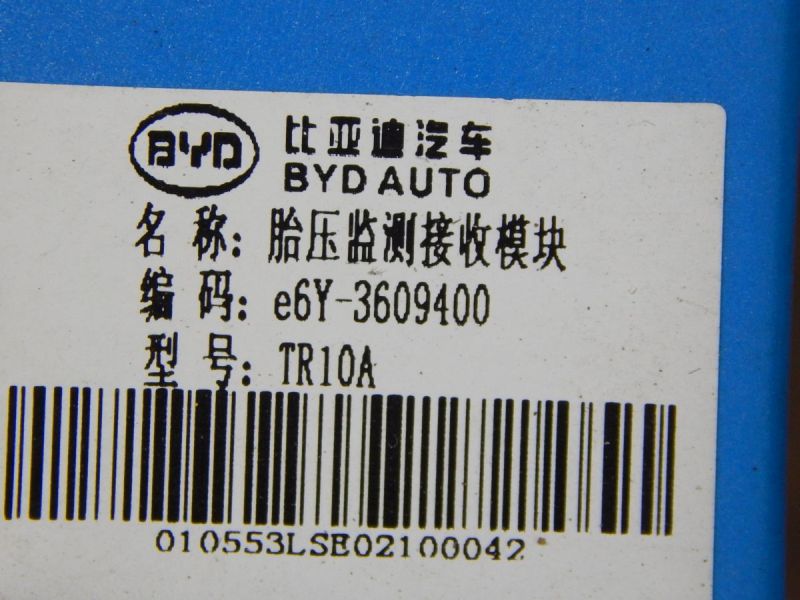 BYD 比亚迪汽车
BYD AUTO
名称：胎压监测接收模块
编码：e6Y-3609400
型号：TR10A
010553LSE02100042